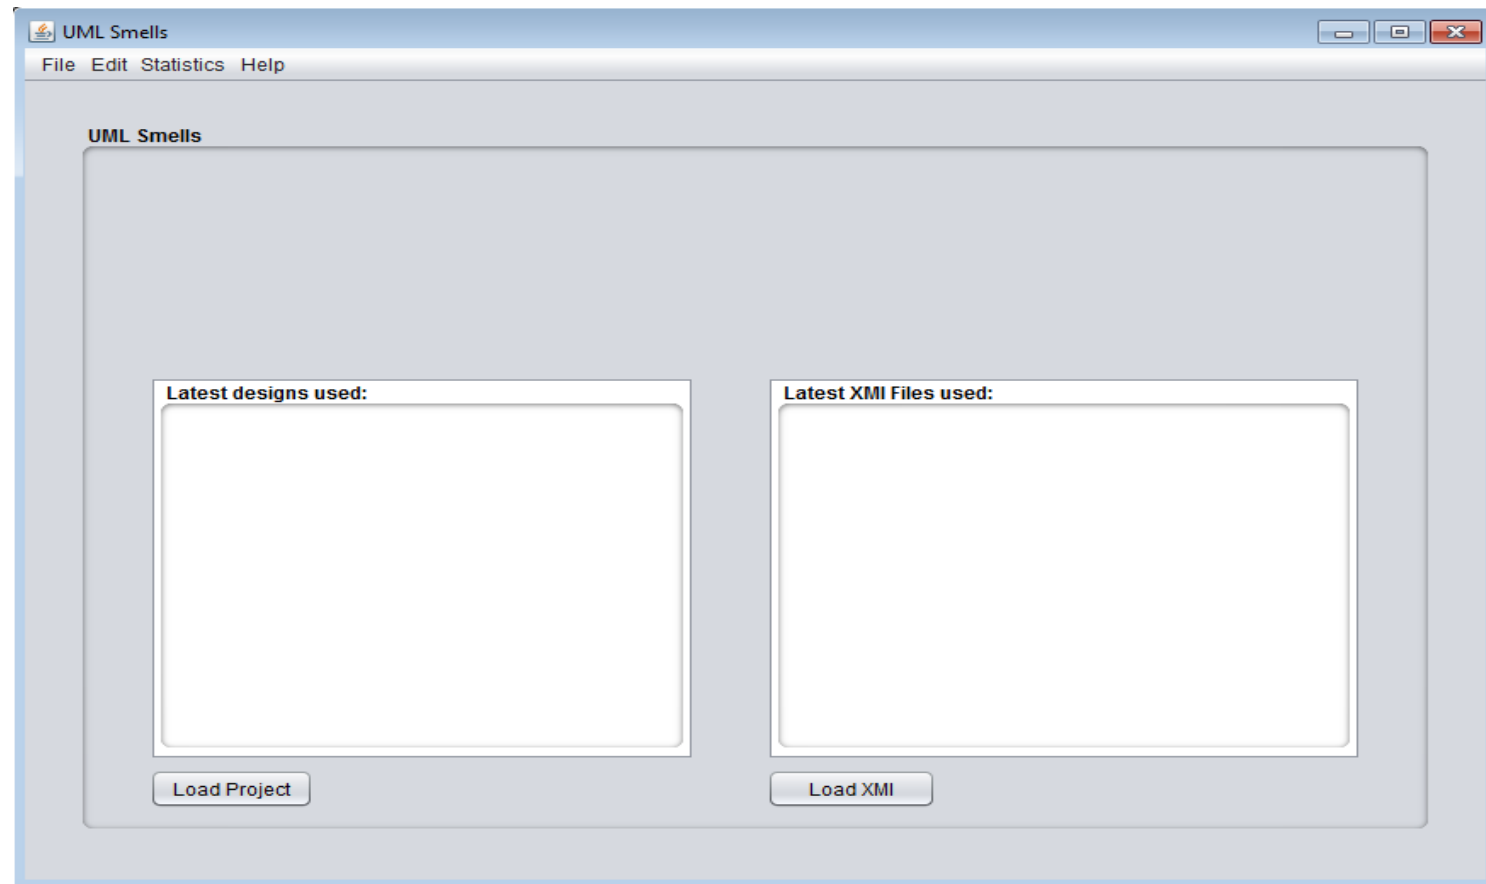 UML Smells
File Edit Statistics Help
UML Smells
Latest designs used:
Latest XMI Files used:
Load Project
Load XMI